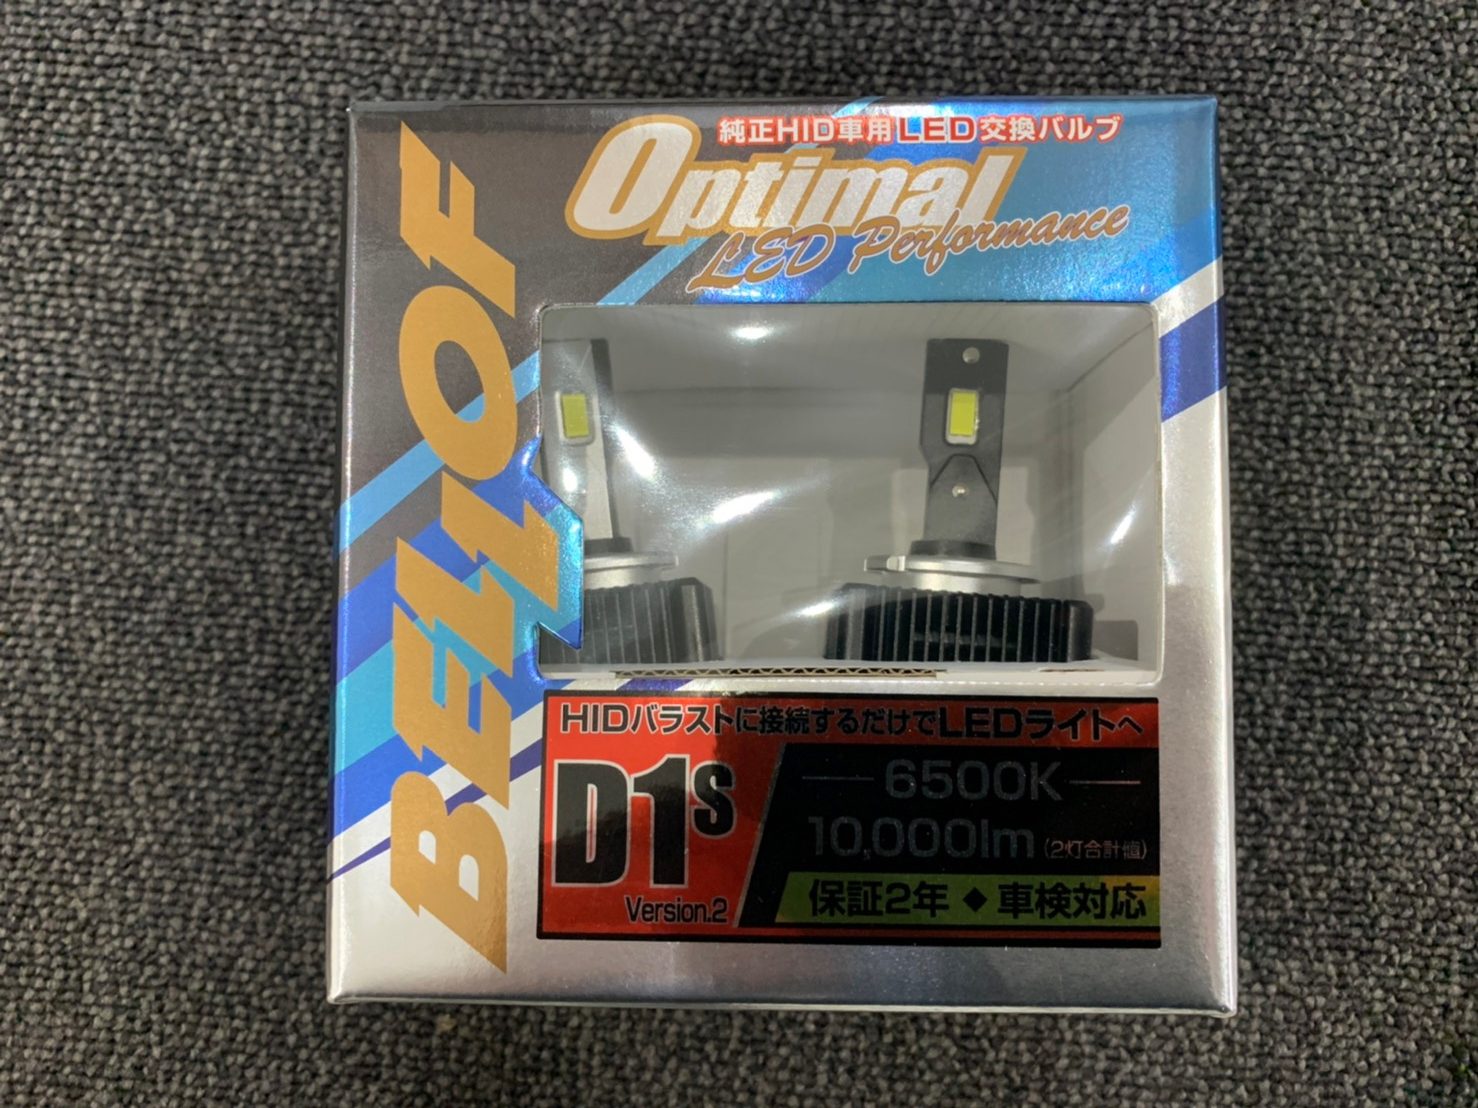 純正HID車用LED交換バルブ
Optimal
LED Performance
BELLOF
HIDバラストに接続するだけでLEDライトへ
D1S
Version.2
6500K
10,000lm (2灯合計値)
保証2年 ◆ 車検対応